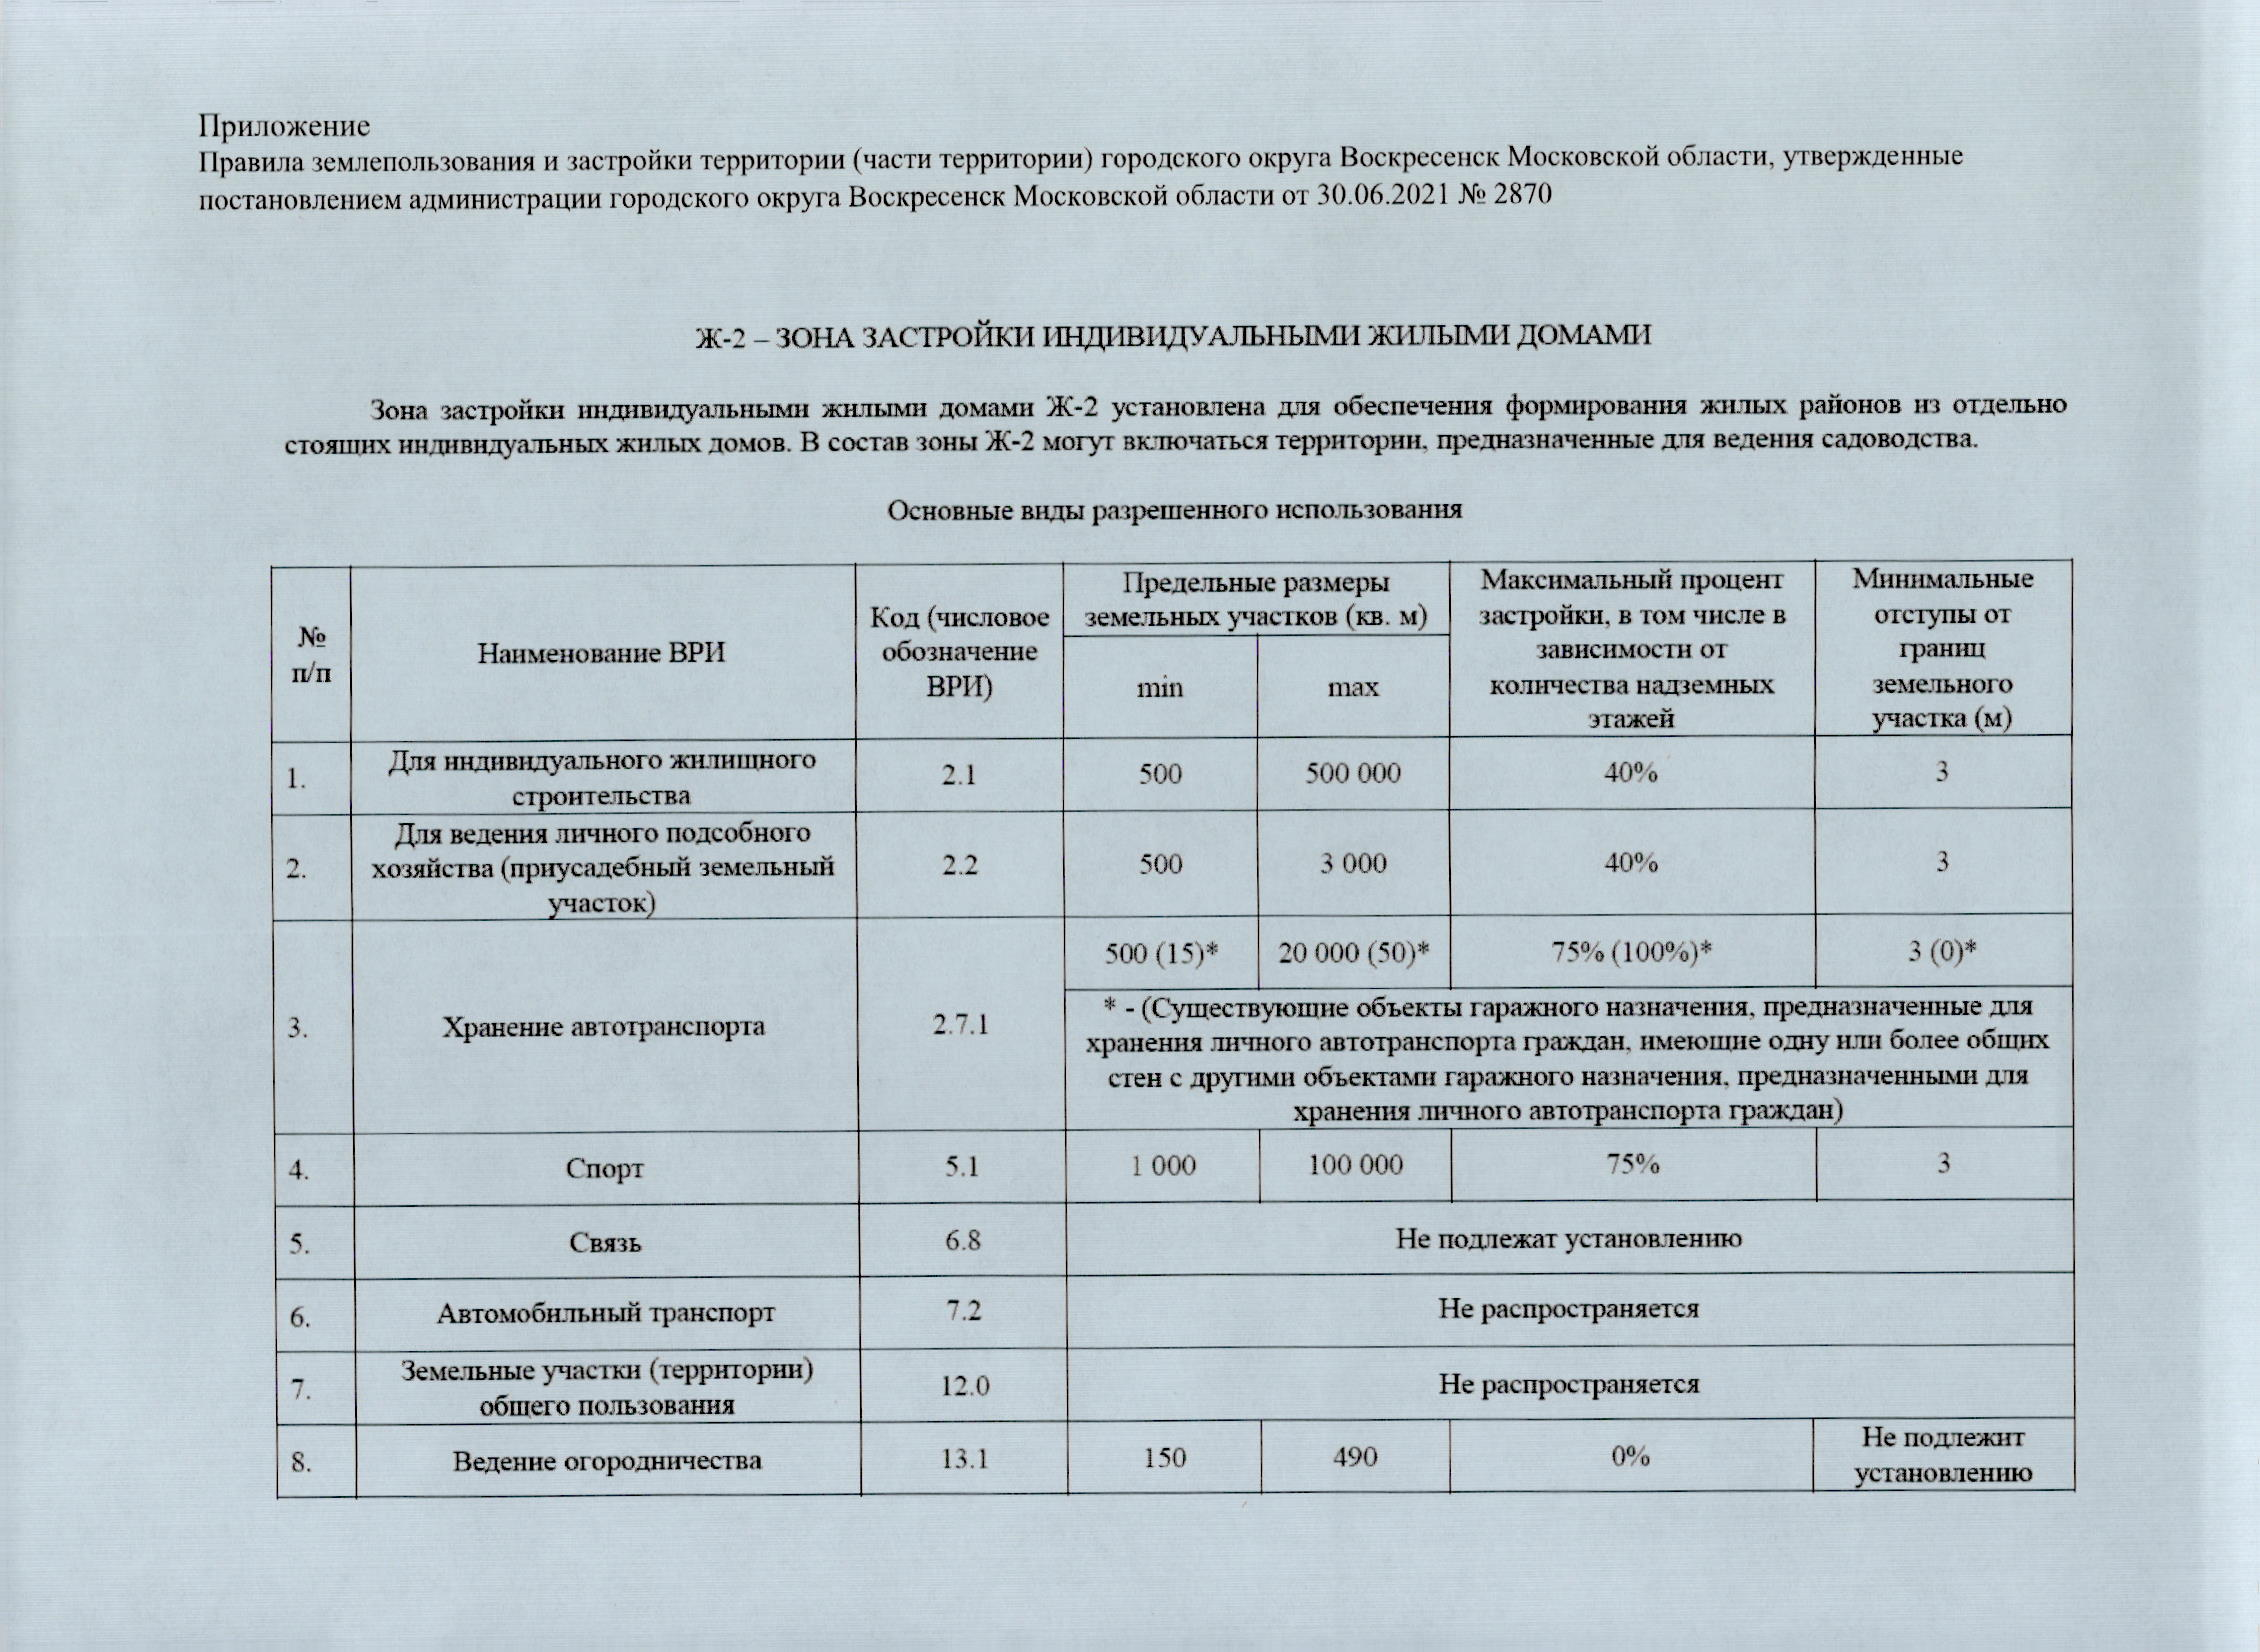 Приложение
Правила землепользования и застройки территории (части территории) городского округа Воскресенск Московской области, утвержденные
постановлением администрации городского округа Воскресенск Московской области от 30.06.2021 № 2870
Ж-2 – ЗОНА ЗАСТРОЙКИ ИНДИВИДУАЛЬНЫМИ ЖИЛЫМИ ДОМАМИ
Зона застройки индивидуальными жилыми домами Ж-2 установлена для обеспечения формирования жилых районов из отдельно
стоящих индивидуальных жилых домов. В состав зоны Ж-2 могут включаться территории, предназначенные для ведения садоводства.
Основные виды разрешенного использования
№
п/п
Наименование ВРИ
Код (числовое
обозначение
ВРИ)
Предельные размеры
земельных участков (кв. м)
min
max
Максимальный процент
застройки, в том числе в
зависимости от
количества надземных
этажей
Минимальные
отступы от
границ
земельного
участка (м)
1.
Для индивидуального жилищного
строительства
2.1
500
500 000
40%
3
2.
Для ведения личного подсобного
хозяйства (приусадебный земельный
участок)
2.2
500
3 000
40%
3
3.
Хранение автотранспорта
2.7.1
500 (15)*
20 000 (50)*
75% (100%)*
3 (0)*
* - (Существующие объекты гаражного назначения, предназначенные для
хранения личного автотранспорта граждан, имеющие одну или более общих
стен с другими объектами гаражного назначения, предназначенными для
хранения личного автотранспорта граждан)
4.
Спорт
5.1
1 000
100 000
75%
3
5.
Связь
6.8
Не подлежат установлению
6.
Автомобильный транспорт
7.2
Не распространяется
7.
Земельные участки (территории)
общего пользования
12.0
Не распространяется
8.
Ведение огородничества
13.1
150
490
0%
Не подлежит
установлению